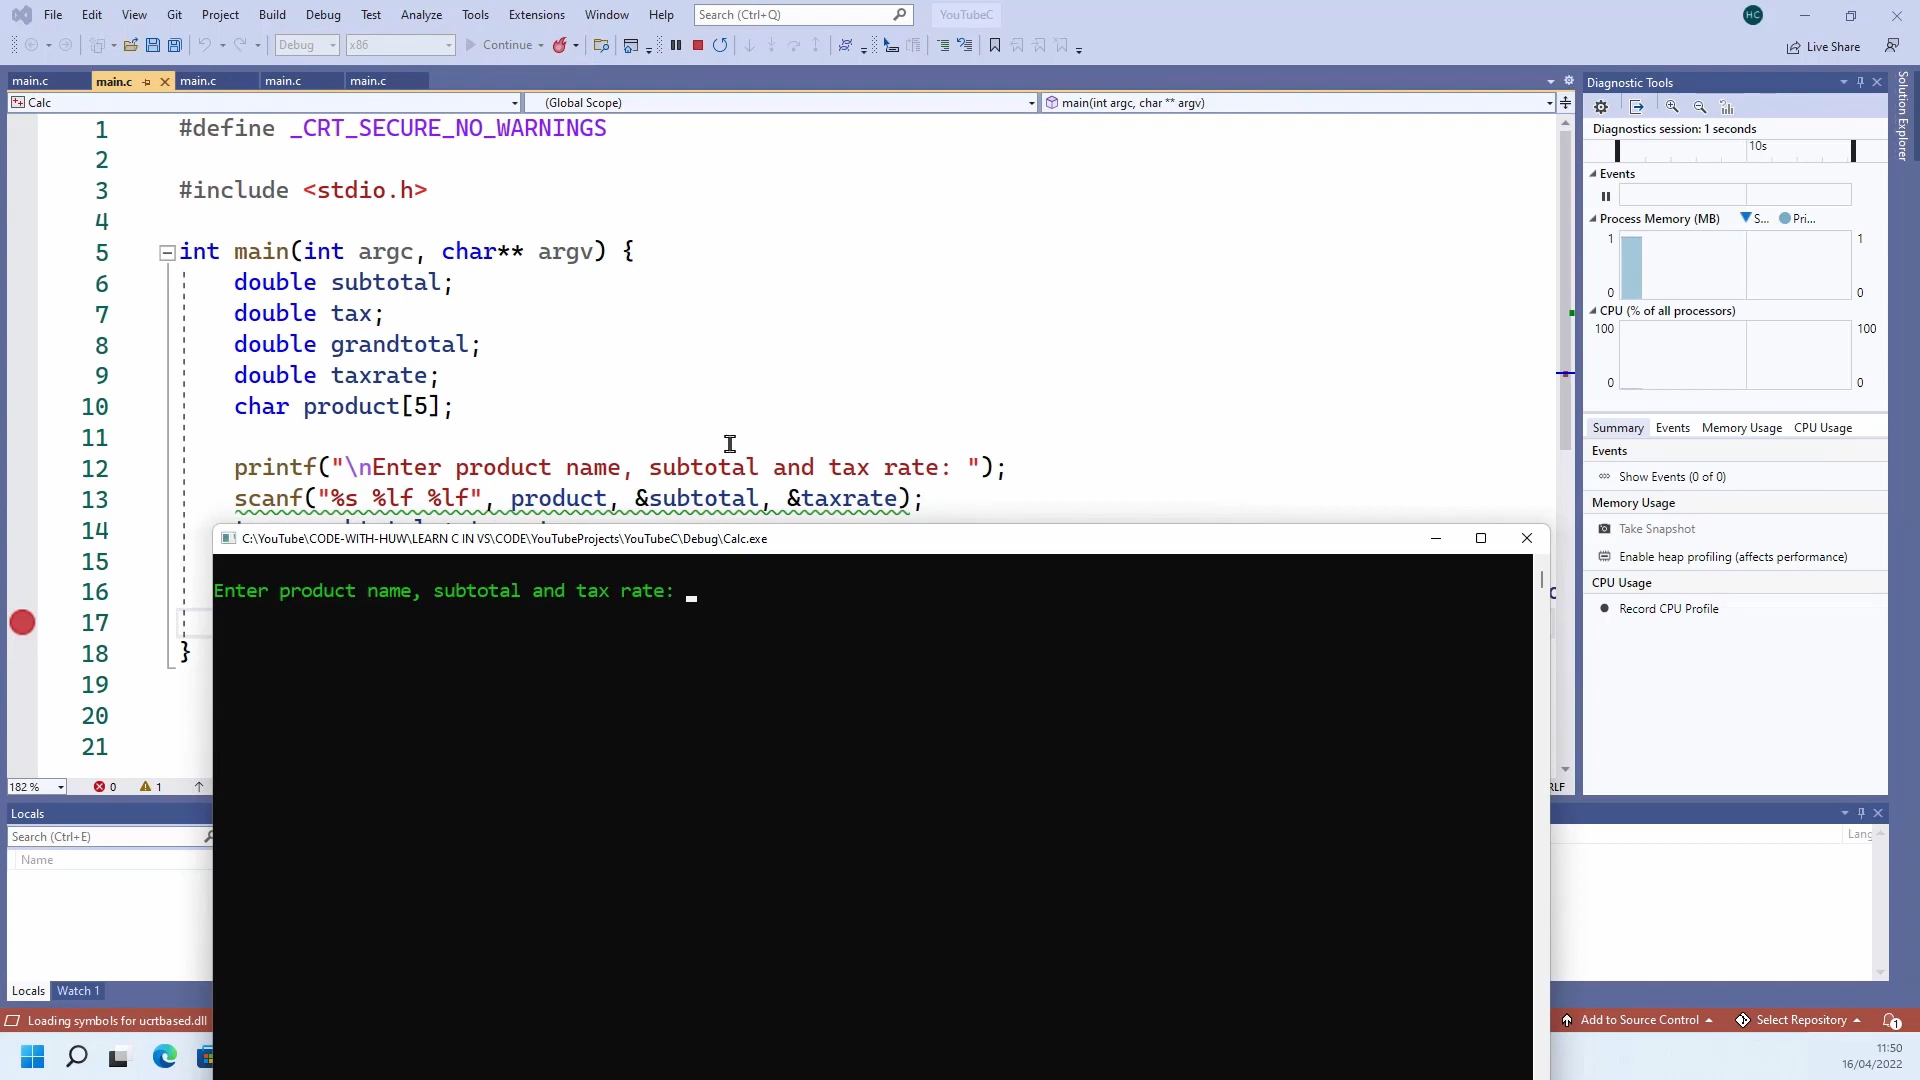 File Edit View Git Project Build Debug Test Analyze Tools Extensions Window Help Search (Ctrl+Q) YouTubeC HC
Debug x86 Continue Live Share
main.c main.c main.c main.c main.c
Calc (Global Scope) main(int argc, char ** argv)
1 #define _CRT_SECURE_NO_WARNINGS
2
3 #include <stdio.h>
4
5 int main(int argc, char** argv) {
6 double subtotal;
7 double tax;
8 double grandtotal;
9 double taxrate;
10 char product[5];
11
12 printf("\nEnter product name, subtotal and tax rate: ");
13 scanf("%s %lf %lf", product, &subtotal, &taxrate);
14
15
16
17
18 }
19
20
21
C:\YouTube\CODE-WITH-HUW\LEARN C IN VS\CODE\YouTubeProjects\YouTubeC\Debug\Calc.exe
Enter product name, subtotal and tax rate:
182 % 0 1 RLF
Locals
Search (Ctrl+E)
Name
Lang
Locals Watch 1
Loading symbols for ucrtbased.dll
Add to Source Control Select Repository 1
11:50
16/04/2022
Diagnostic Tools
Diagnostics session: 1 seconds
10s
Events
Process Memory (MB) S... Pri...
1 1
0 0
CPU (% of all processors)
100 100
0 0
Summary Events Memory Usage CPU Usage
Events
Show Events (0 of 0)
Memory Usage
Take Snapshot
Enable heap profiling (affects performance)
CPU Usage
Record CPU Profile
Solution Explorer